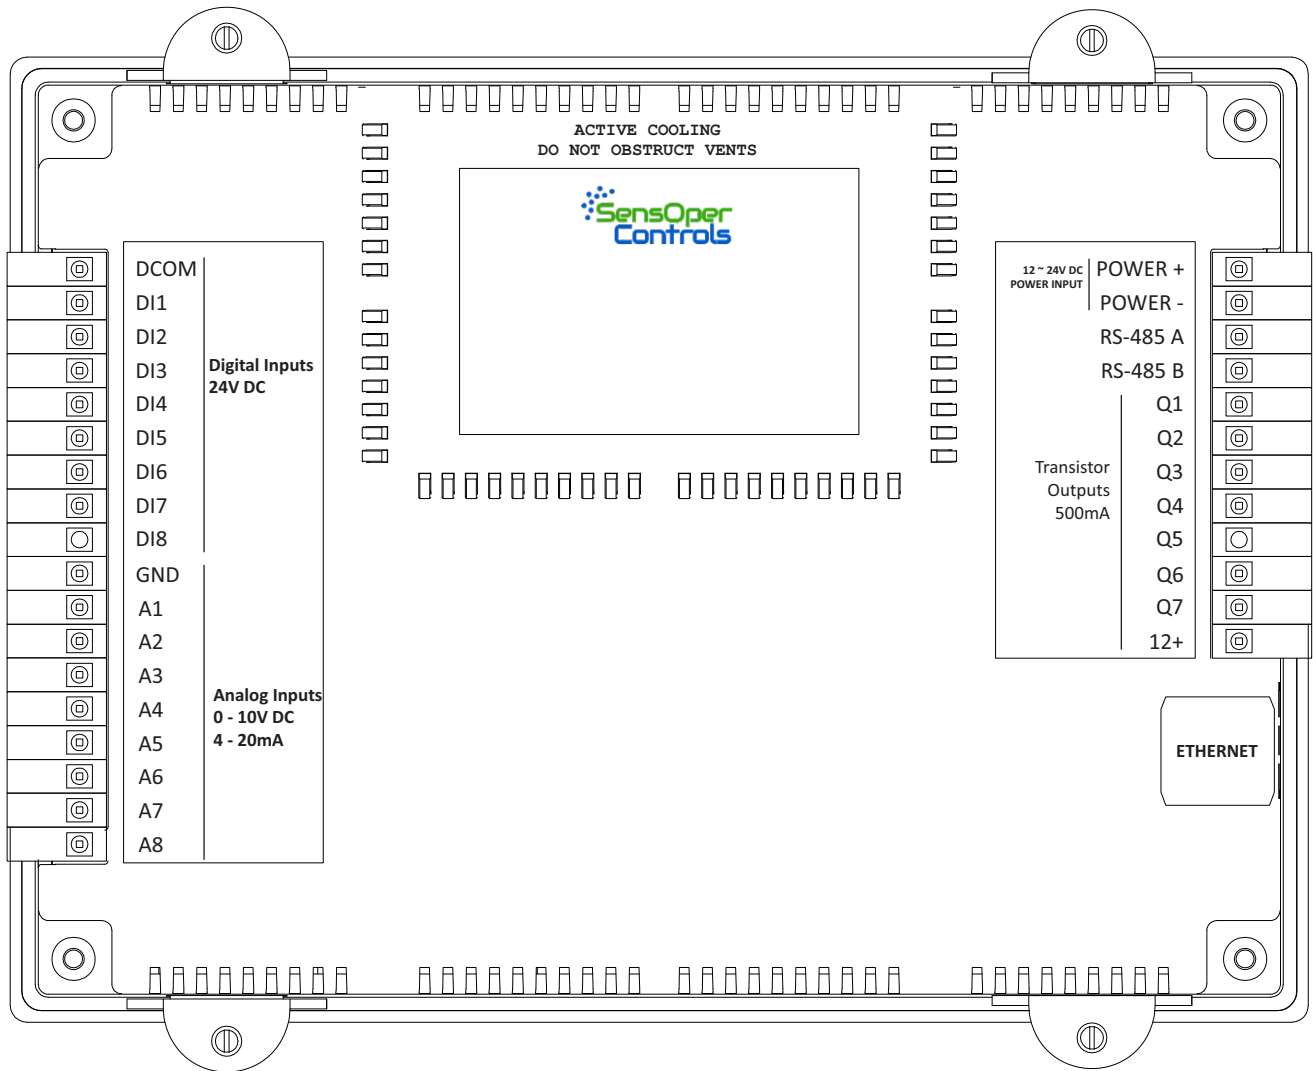 ACTIVE COOLING
DO NOT OBSTRUCT VENTS
SensOper
Controls
DCOM
DI1
DI2
DI3
DI4
DI5
DI6
DI7
DI8
Digital Inputs
24V DC
GND
A1
A2
A3
A4
A5
A6
A7
A8
Analog Inputs
0 - 10V DC
4 - 20mA
12 ~ 24V DC
POWER INPUT
POWER +
POWER -
RS-485 A
RS-485 B
Q1
Q2
Q3
Q4
Q5
Q6
Q7
12+
Transistor
Outputs
500mA
ETHERNET